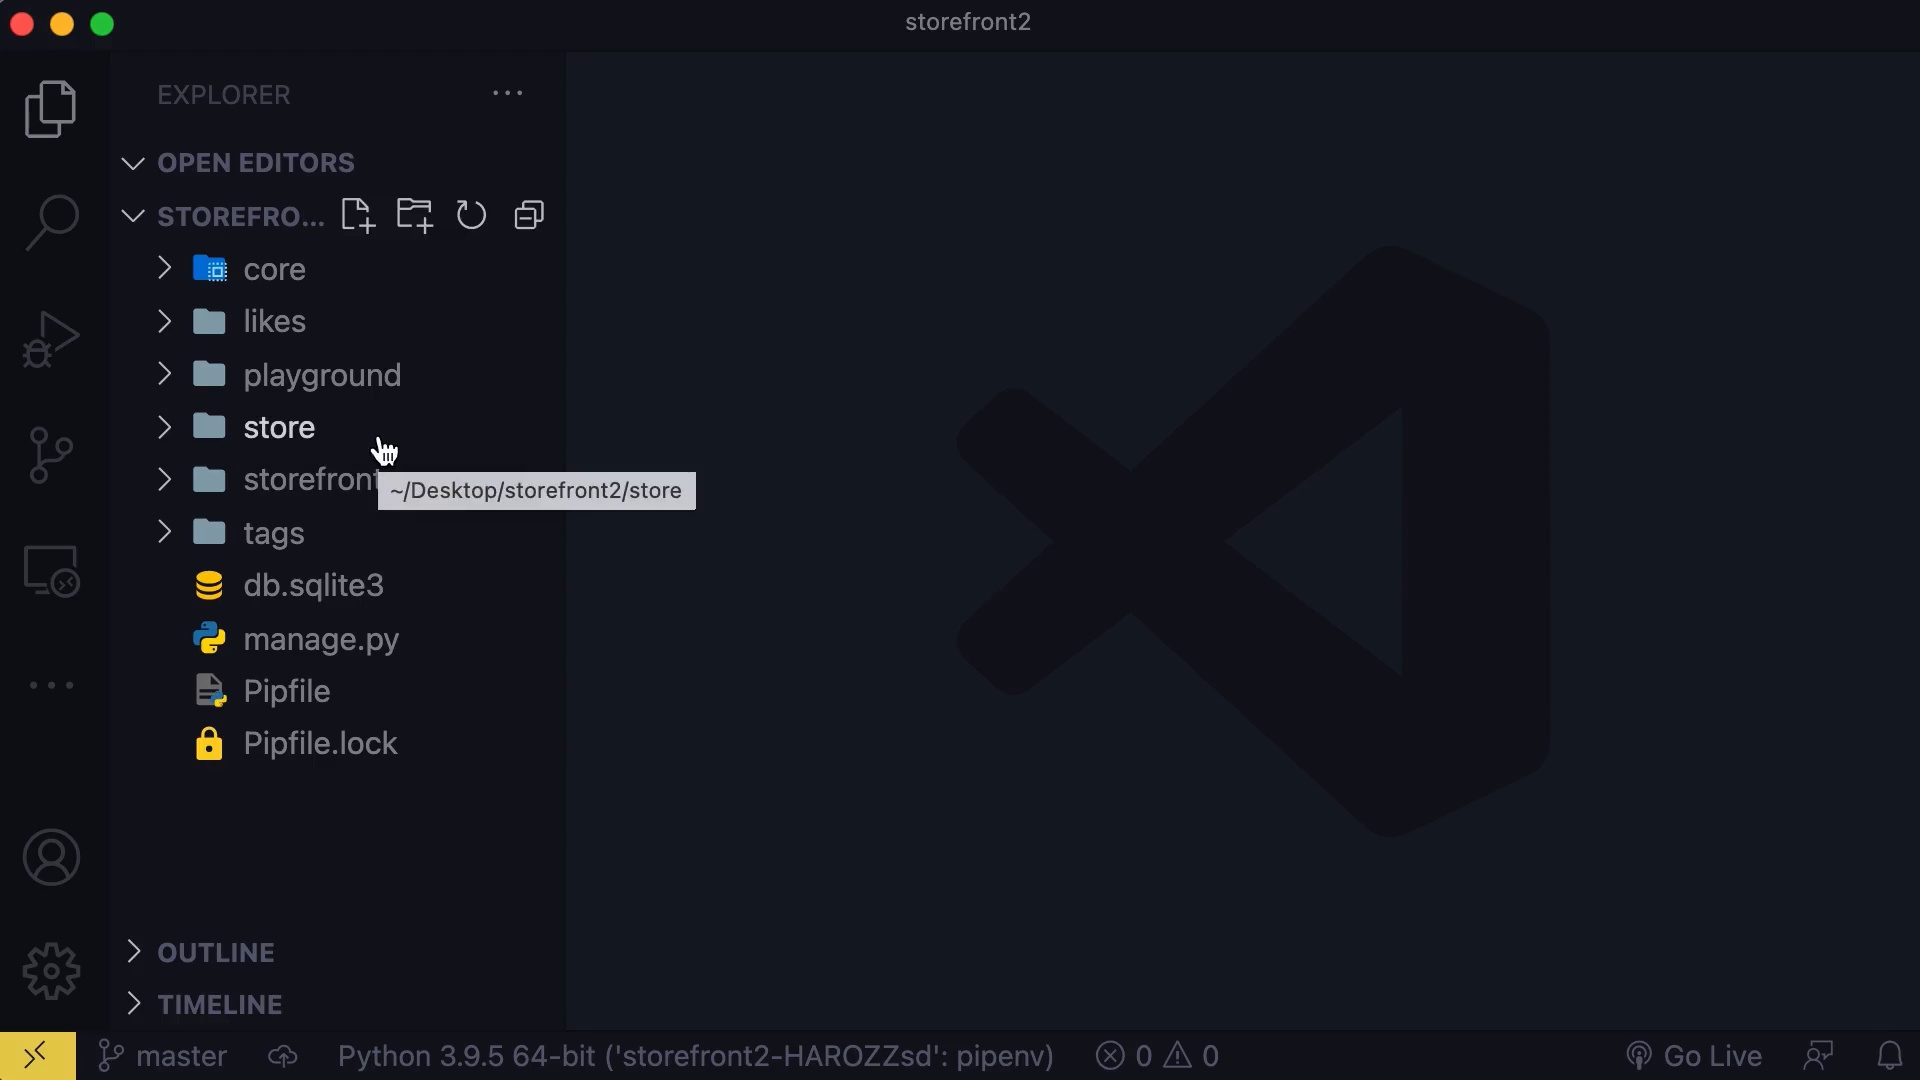 storefront2
EXPLORER
OPEN EDITORS
STOREFRO...
core
likes
playground
store
storefront
~/Desktop/storefront2/store
tags
db.sqlite3
manage.py
Pipfile
Pipfile.lock
OUTLINE
TIMELINE
master Python 3.9.5 64-bit ('storefront2-HAROZZsd': pipenv) 0 0 Go Live